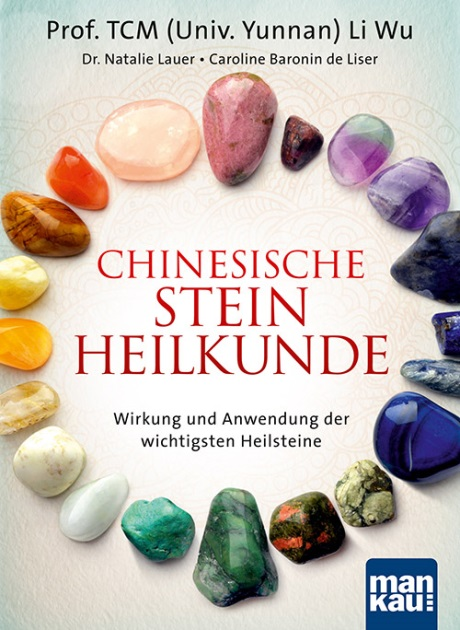 Prof. TCM (Univ. Yunnan) Li Wu
Dr. Natalie Lauer • Caroline Baronin de Liser
CHINESISCHE
STEIN
HEILKUNDE
Wirkung und Anwendung der
wichtigsten Heilsteine
man
kau